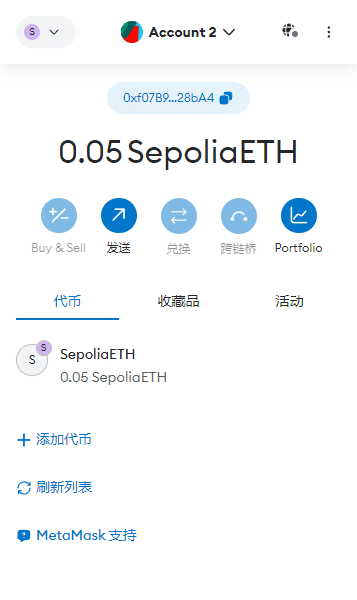 S
Account 2
0xf07B9...28bA4
0.05 SepoliaETH
Buy & Sell 发送 兑换 跨链桥 Portfolio
代币 收藏品 活动
S
S
SepoliaETH
0.05 SepoliaETH
添加代币
刷新列表
MetaMask 支持